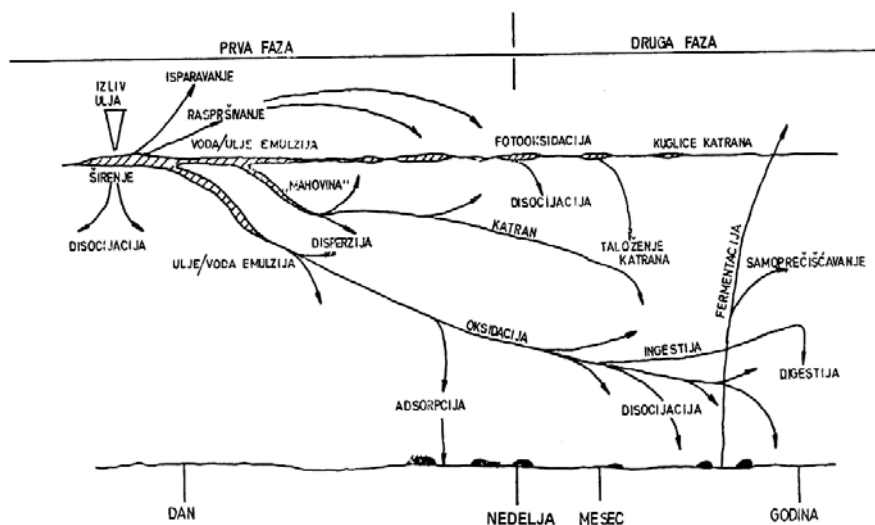 PRVA FAZA
DRUGA FAZA
IZLIV
ULJA
ISPARAVANJE
RASPRŠIVANJE
VODA/ULJE EMULZIJA
FOTOOKSIDACIJA
KUGLICE KATRANA
ŠIRENJE
„MAHOVINA“
DISOCIJACIJA
DISOCIJACIJA
DISPERZIJA
KATRAN
TALOŽENJE
KATRANA
ULJE/VODA EMULZIJA
SAMOPREČIŠĆAVANJE
FERMENTACIJA
OKSIDACIJA
INGESTIJA
DIGESTIJA
ADSORPCIJA
DISOCIJACIJA
DAN
NEDELJA
MESEC
GODINA